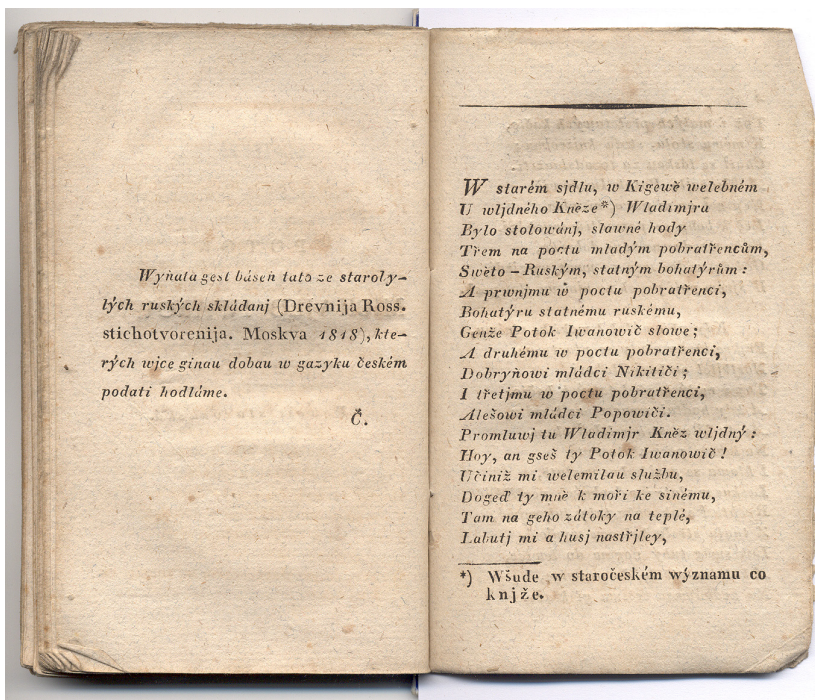 Wyňata gest báseň tato ze staroly-
lých ruských skládanj (Drevnija Ross.
stichotvorenija. Moskva 1818), kte-
rých wjce ginau dobau w gazyku českém
podati hodláme.
Č.
W starém sjdlu, w Kigewě welebném
U wljdného Kněze*) Wladimjra
Bylo stolowánj, slawné hody
Třem na poctu mladým pobratřencům,
Swěto-Ruským, statným bohatýrům:
A prwnjmu w poctu pobratřenci,
Bohatýru statnému ruskému,
Genže Potok Iwanowič slowe;
A druhému w poctu pobratřenci,
Dobryňowi mládci Nikitiči;
I třetjmu w poctu pobratřenci,
Alešowi mládci Popowiči.
Promluwj tu Wladimjr Kněz wljdný:
Hoy, an gseš ty Potok Iwanowič!
Učiniž mi welemilau službu,
Dogeď ty mně k moři ke sinému,
Tam na geho zátoky na teplé,
Labutj mi a husj nastřjley,
*) Wšude w staročeském wýznamu co
knjže.